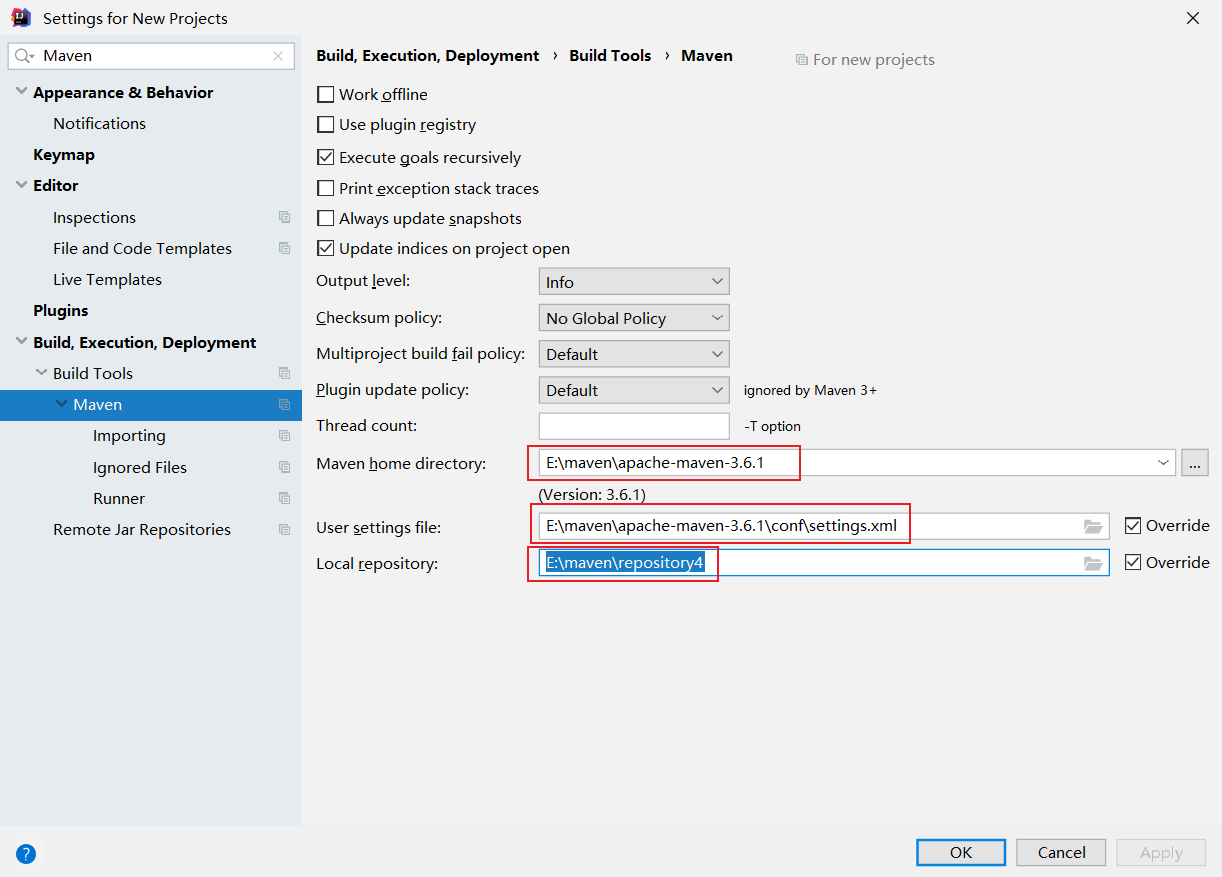 Settings for New Projects
Maven
Appearance & Behavior
Notifications
Keymap
Editor
Inspections
File and Code Templates
Live Templates
Plugins
Build, Execution, Deployment
Build Tools
Maven
Importing
Ignored Files
Runner
Remote Jar Repositories
Build, Execution, Deployment › Build Tools › Maven
For new projects
Work offline
Use plugin registry
Execute goals recursively
Print exception stack traces
Always update snapshots
Update indices on project open
Output level: Info
Checksum policy: No Global Policy
Multiproject build fail policy: Default
Plugin update policy: Default ignored by Maven 3+
Thread count: -T option
Maven home directory: E:\maven\apache-maven-3.6.1 ...
(Version: 3.6.1)
User settings file: E:\maven\apache-maven-3.6.1\conf\settings.xml Override
Local repository: E:\maven\repository4 Override
? OK Cancel Apply